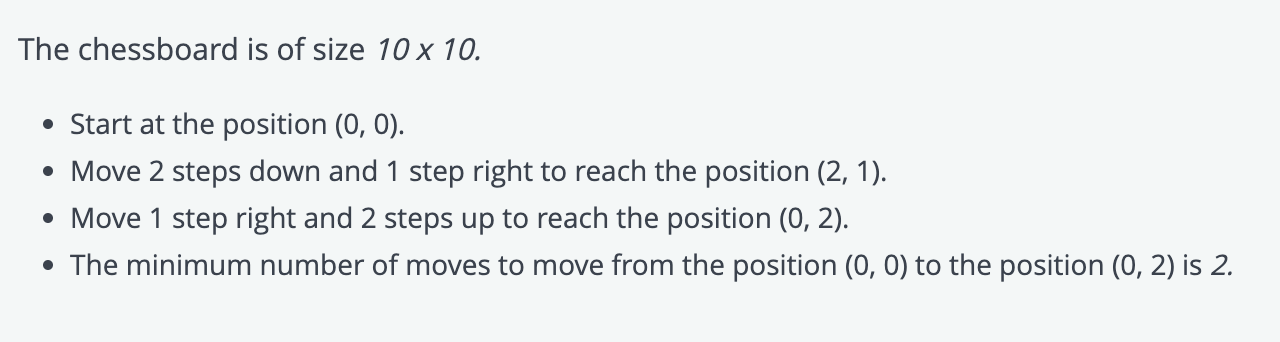 The chessboard is of size 10 x 10.
• Start at the position (0, 0).
• Move 2 steps down and 1 step right to reach the position (2, 1).
• Move 1 step right and 2 steps up to reach the position (0, 2).
• The minimum number of moves to move from the position (0, 0) to the position (0, 2) is 2.